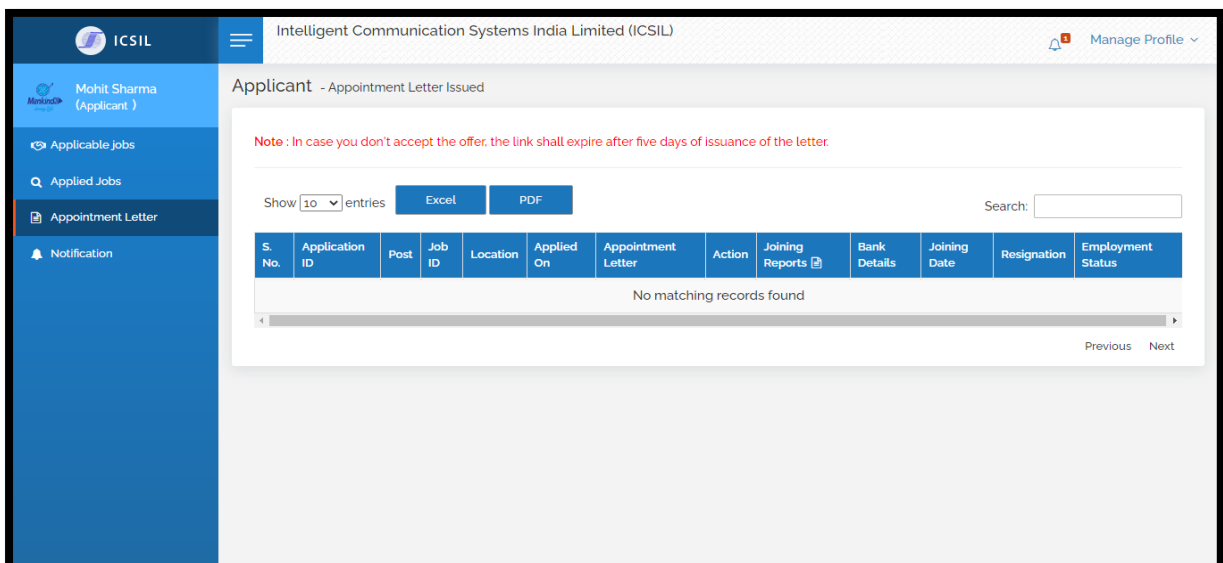 ICSIL
Intelligent Communication Systems India Limited (ICSIL)
1
Manage Profile
Mankind
Mohit Sharma
(Applicant )
Applicable jobs
Applied Jobs
Appointment Letter
Notification
Applicant - Appointment Letter Issued
Note : In case you don't accept the offer, the link shall expire after five days of issuance of the letter.
Show 10 entries
Excel
PDF
Search:
S. No.
Application ID
Post
Job ID
Location
Applied On
Appointment Letter
Action
Joining Reports
Bank Details
Joining Date
Resignation
Employment Status
No matching records found
Previous
Next